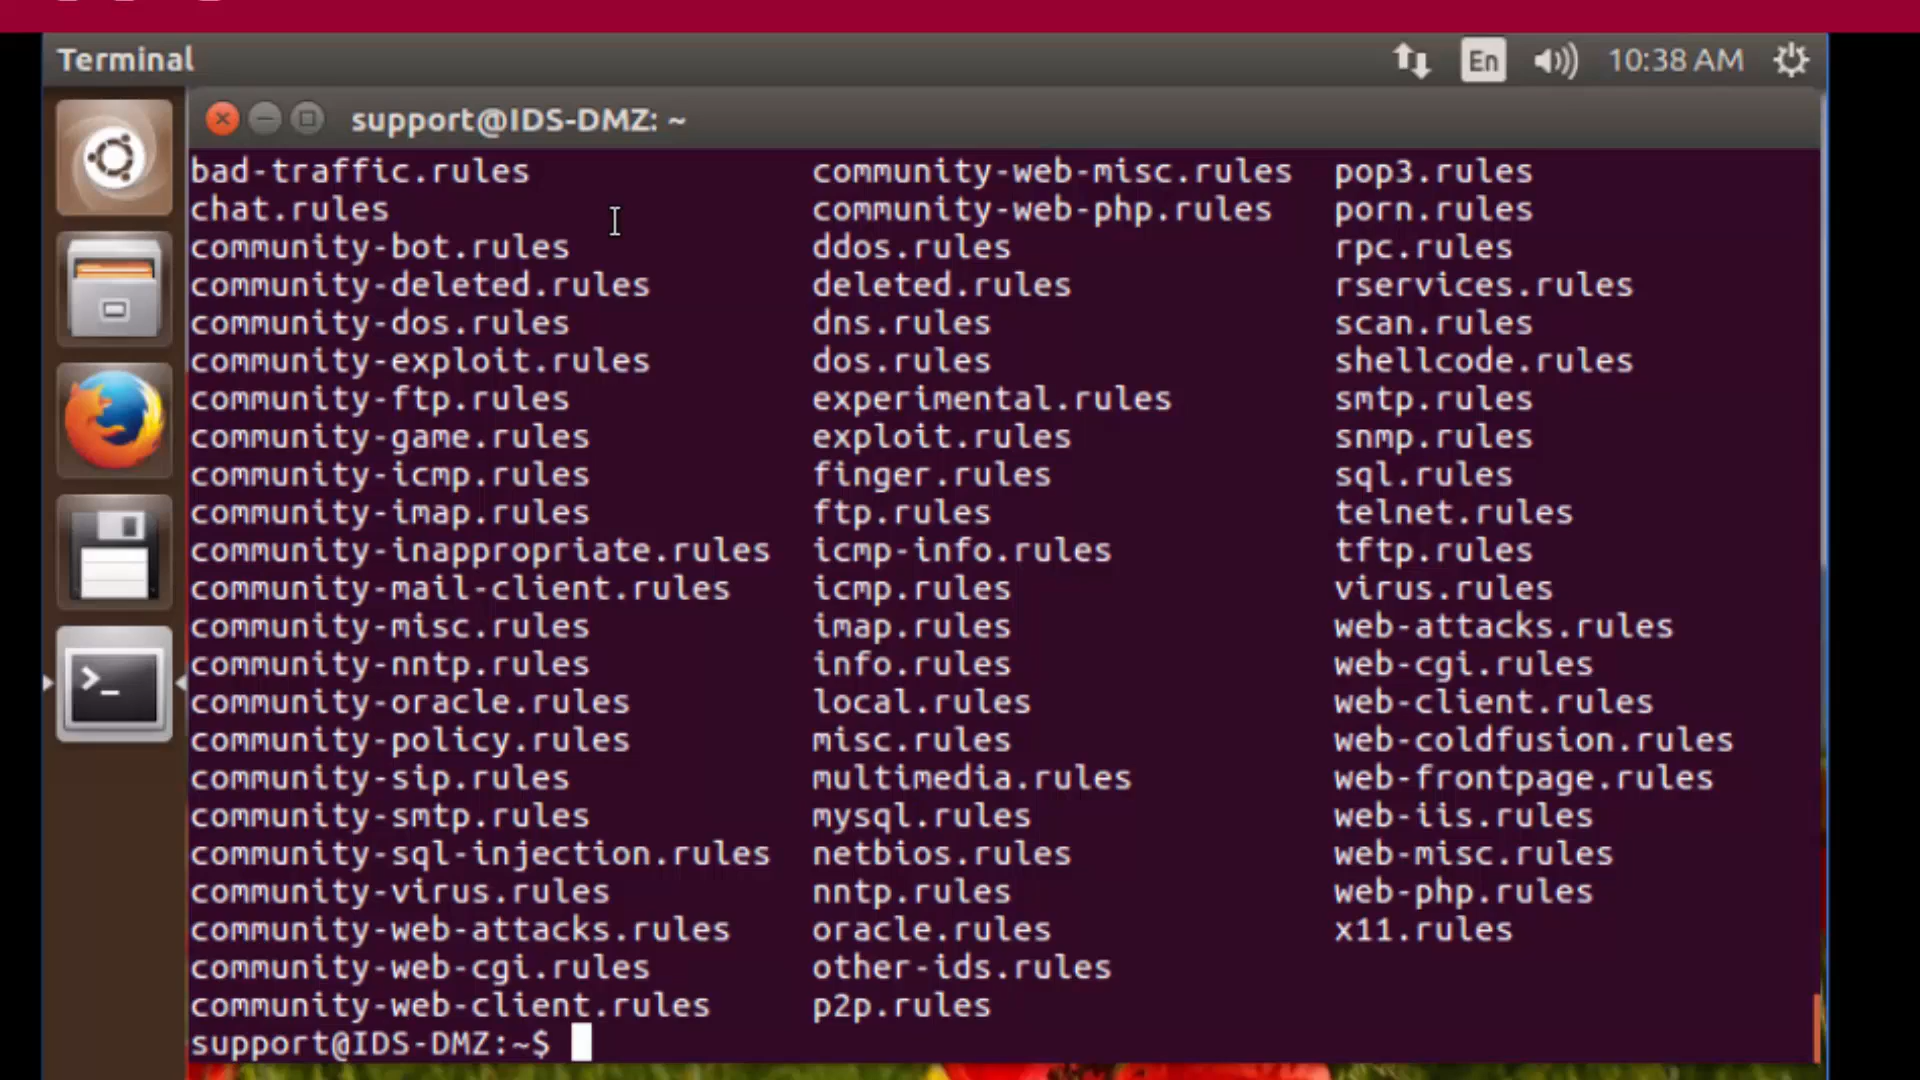 Terminal En 10:38 AM
support@IDS-DMZ: ~
bad-traffic.rules community-web-misc.rules pop3.rules
chat.rules community-web-php.rules porn.rules
community-bot.rules ddos.rules rpc.rules
community-deleted.rules deleted.rules rservices.rules
community-dos.rules dns.rules scan.rules
community-exploit.rules dos.rules shellcode.rules
community-ftp.rules experimental.rules smtp.rules
community-game.rules exploit.rules snmp.rules
community-icmp.rules finger.rules sql.rules
community-imap.rules ftp.rules telnet.rules
community-inappropriate.rules icmp-info.rules tftp.rules
community-mail-client.rules icmp.rules virus.rules
community-misc.rules imap.rules web-attacks.rules
community-nntp.rules info.rules web-cgi.rules
community-oracle.rules local.rules web-client.rules
community-policy.rules misc.rules web-coldfusion.rules
community-sip.rules multimedia.rules web-frontpage.rules
community-smtp.rules mysql.rules web-iis.rules
community-sql-injection.rules netbios.rules web-misc.rules
community-virus.rules nntp.rules web-php.rules
community-web-attacks.rules oracle.rules x11.rules
community-web-cgi.rules other-ids.rules
community-web-client.rules p2p.rules
support@IDS-DMZ:~$